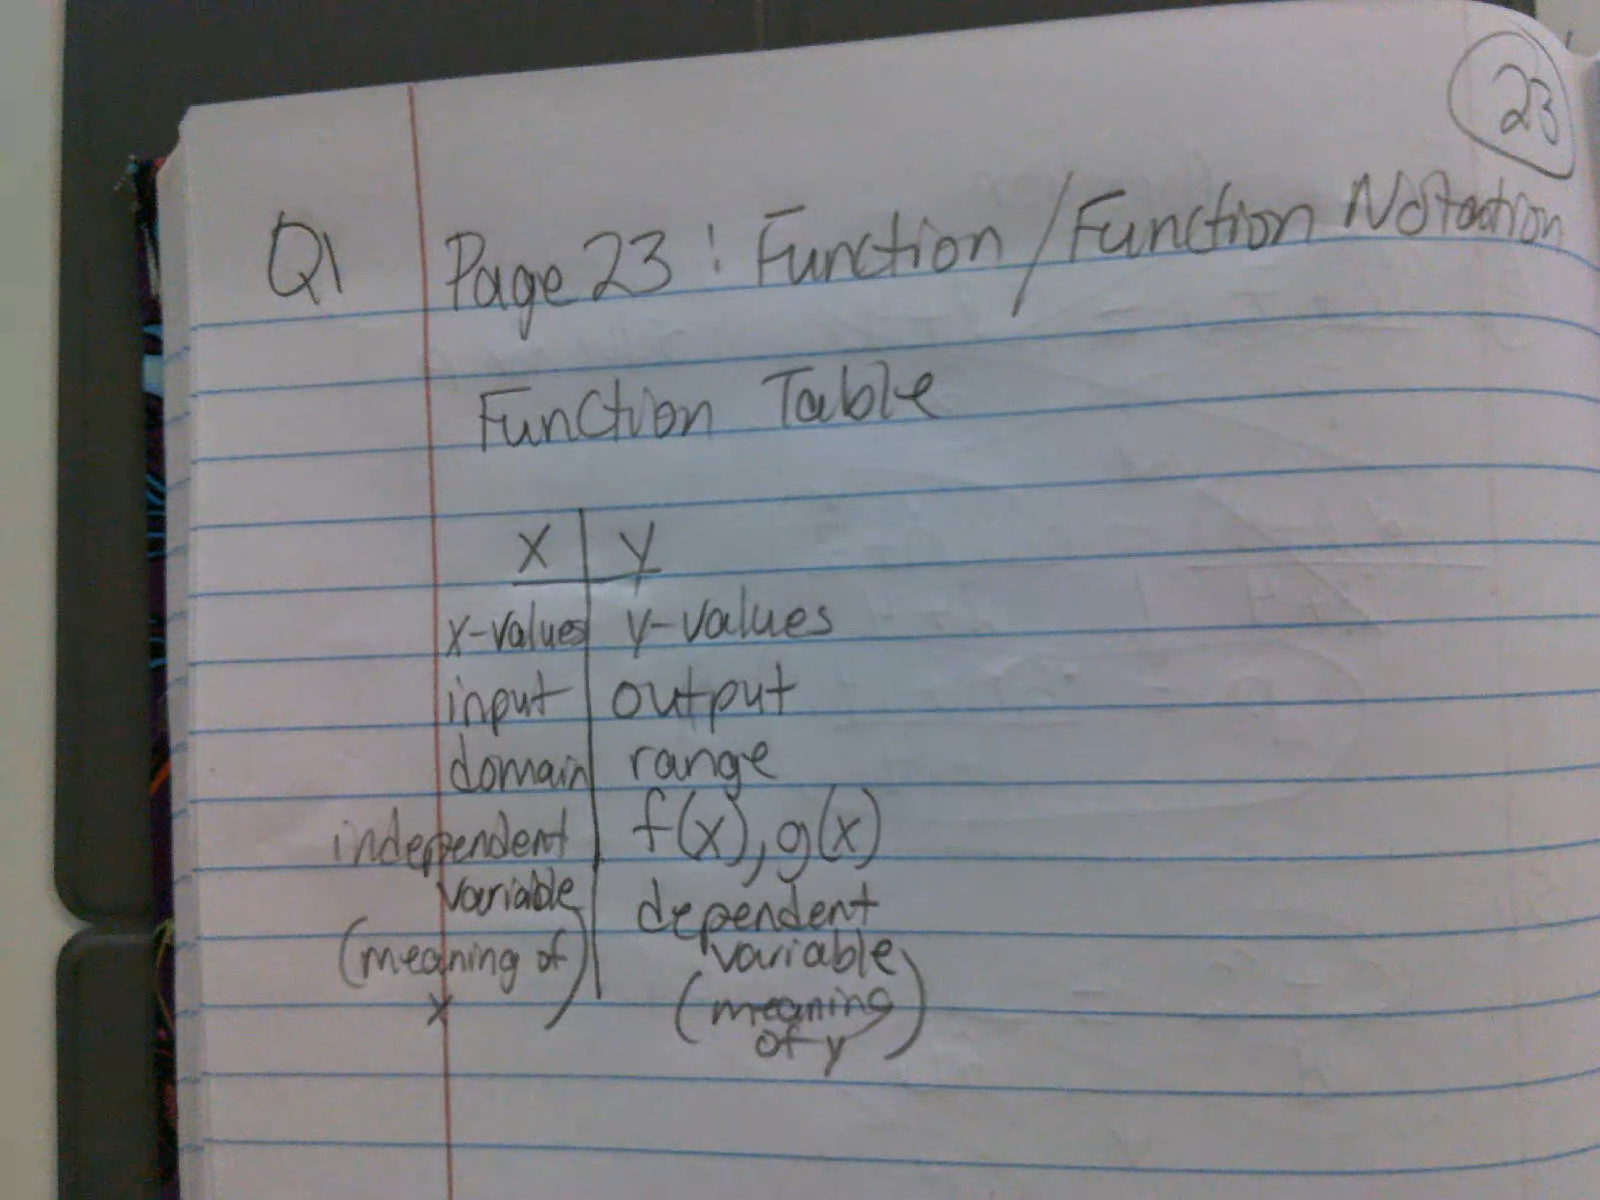 23
Q1 Page 23: Function/Function Notation
Function Table
x y
x-values y-values
input output
domain range
independent f(x), g(x)
variable dependent
(meaning of variable
x) (meaning
of y)